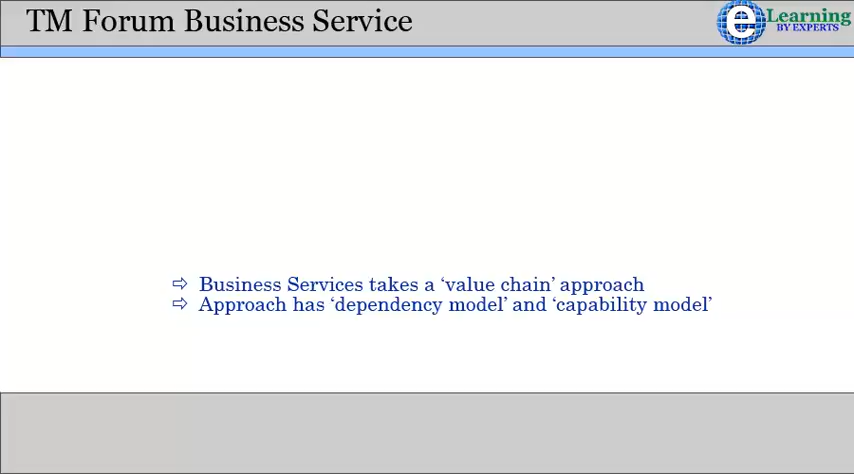 TM Forum Business Service
e Learning
BY EXPERTS
⇨ Business Services takes a ‘value chain’ approach
⇨ Approach has ‘dependency model’ and ‘capability model’